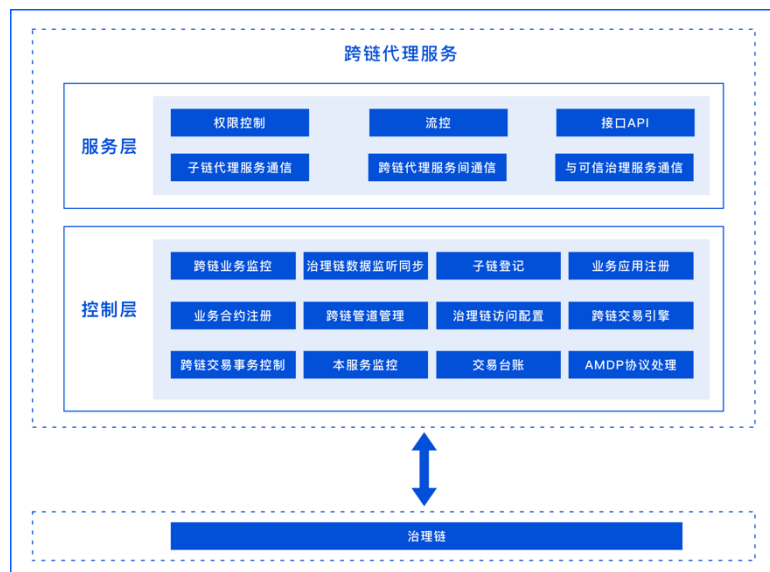 跨链代理服务
服务层
权限控制 流控 接口API
子链代理服务通信 跨链代理服务间通信 与可信治理服务通信
控制层
跨链业务监控 治理链数据监听同步 子链登记 业务应用注册
业务合约注册 跨链管道管理 治理链访问配置 跨链交易引擎
跨链交易事务控制 本服务监控 交易台账 AMDP协议处理
治理链